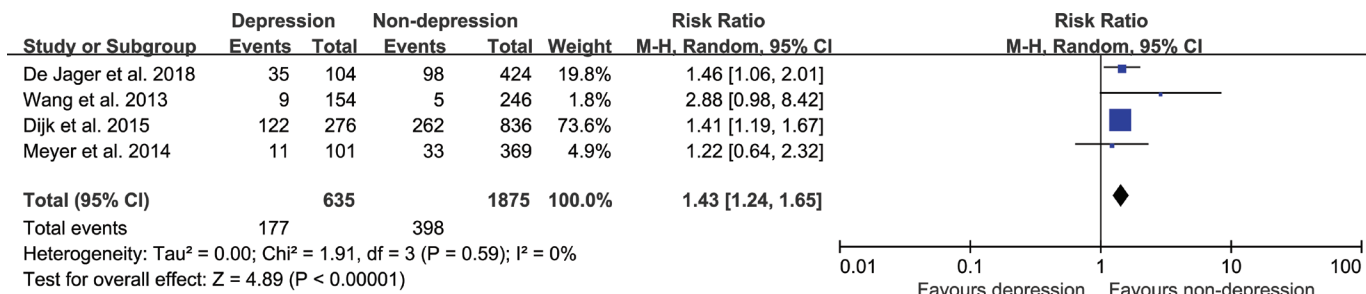 Depression Non-depression Risk Ratio Risk Ratio
Study or Subgroup Events Total Events Total Weight M-H, Random, 95% CI M-H, Random, 95% CI
De Jager et al. 2018 35 104 98 424 19.8% 1.46 [1.06, 2.01]
Wang et al. 2013 9 154 5 246 1.8% 2.88 [0.98, 8.42]
Dijk et al. 2015 122 276 262 836 73.6% 1.41 [1.19, 1.67]
Meyer et al. 2014 11 101 33 369 4.9% 1.22 [0.64, 2.32]
Total (95% CI) 635 1875 100.0% 1.43 [1.24, 1.65]
Total events 177 398
Heterogeneity: Tau² = 0.00; Chi² = 1.91, df = 3 (P = 0.59); I² = 0%
Test for overall effect: Z = 4.89 (P < 0.00001)
0.01 0.1 1 10 100
Favours depression Favours non-depression